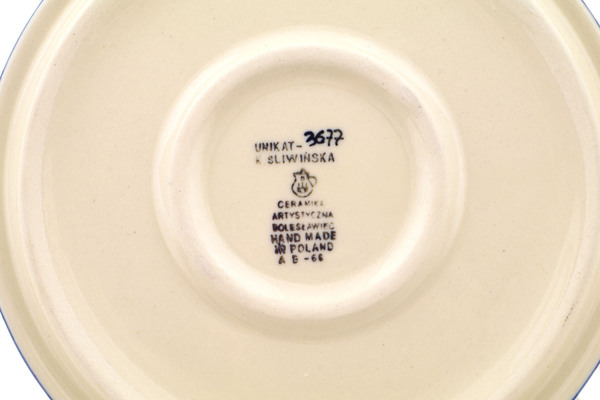 UNIKAT- 3677
K SLIWIŃSKA
CERAMIKA
ARTYSTYCZNA
BOLESŁAWIEC
HAND MADE
IN POLAND
A B -66